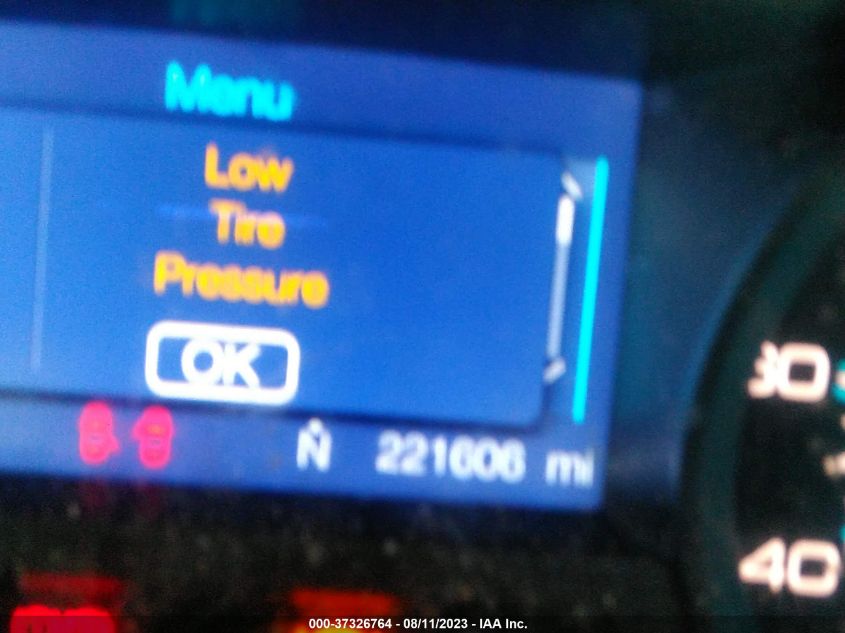 Menu
Low
Tire
Pressure
OK
N 221606 mi
30
40
000-37326764 - 08/11/2023 - IAA Inc.